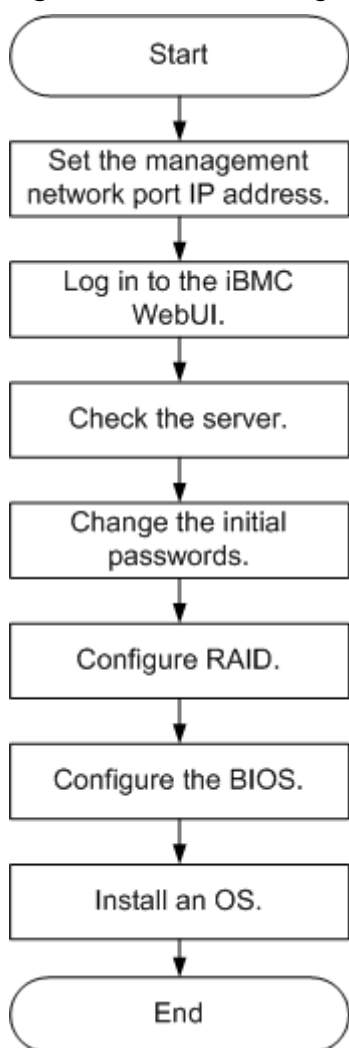 Start
Set the management
network port IP address.
Log in to the iBMC
WebUI.
Check the server.
Change the initial
passwords.
Configure RAID.
Configure the BIOS.
Install an OS.
End